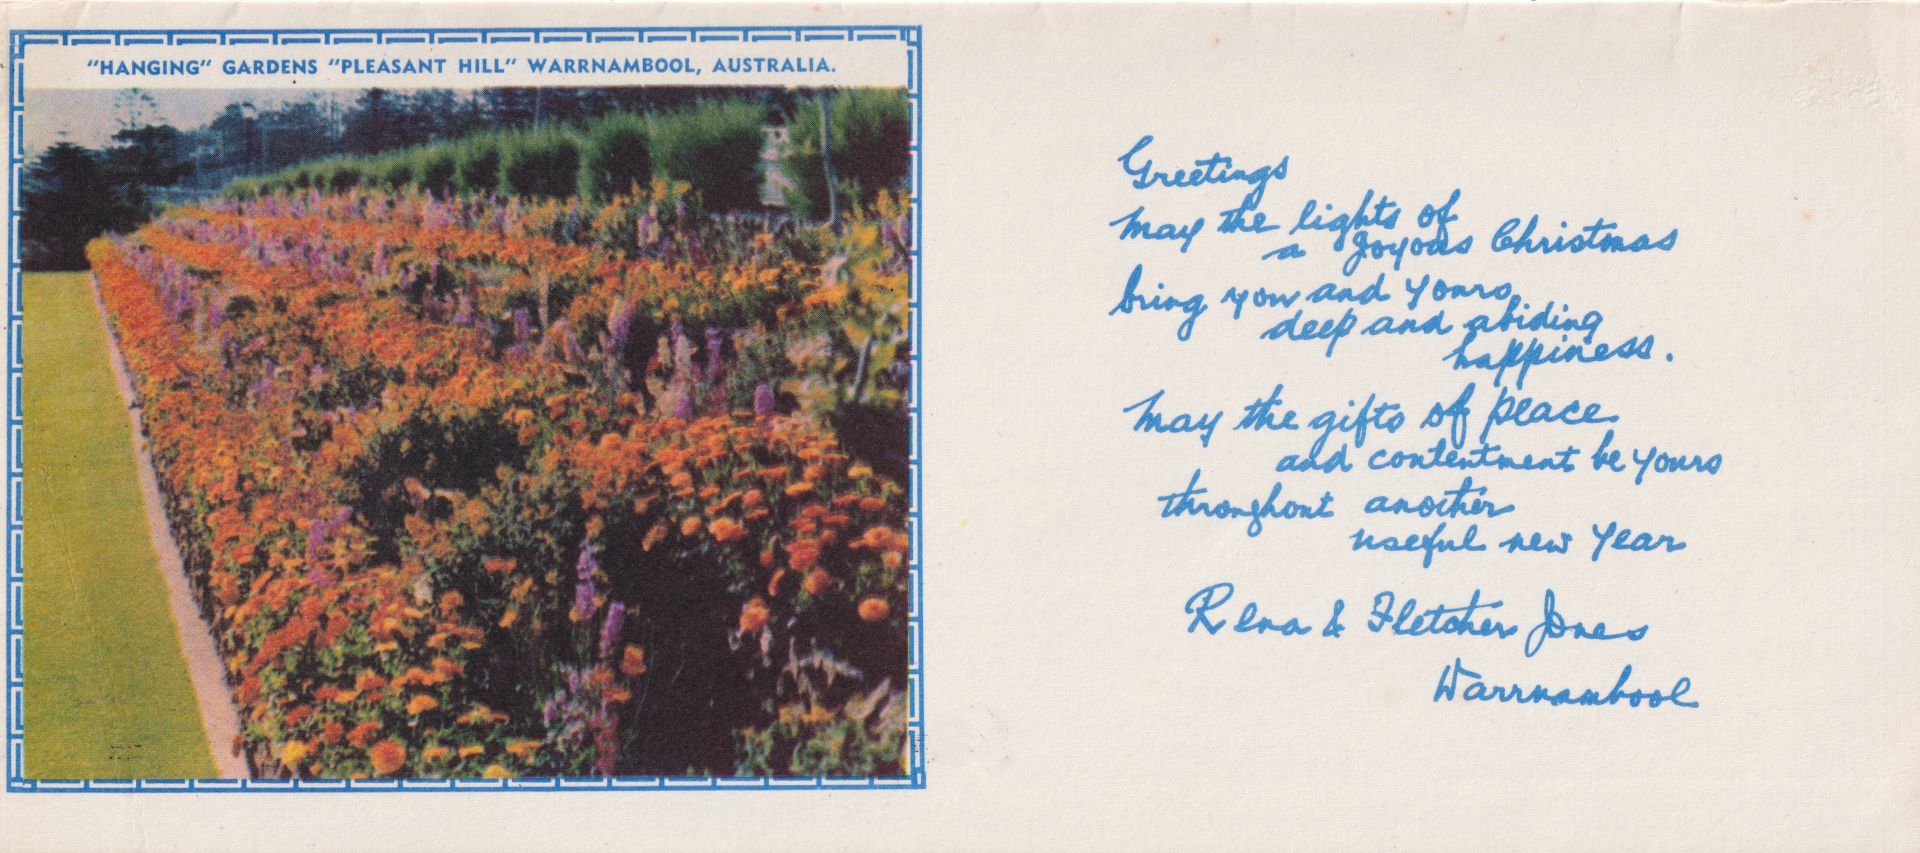 "HANGING" GARDENS "PLEASANT HILL" WARRNAMBOOL, AUSTRALIA.
Greetings
May the lights of
a Joyous Christmas
bring you and yours
deep and abiding
happiness.
May the gifts of peace
and contentment be yours
throughout another
useful new year
Rena & Fletcher Jones
Warrnambool